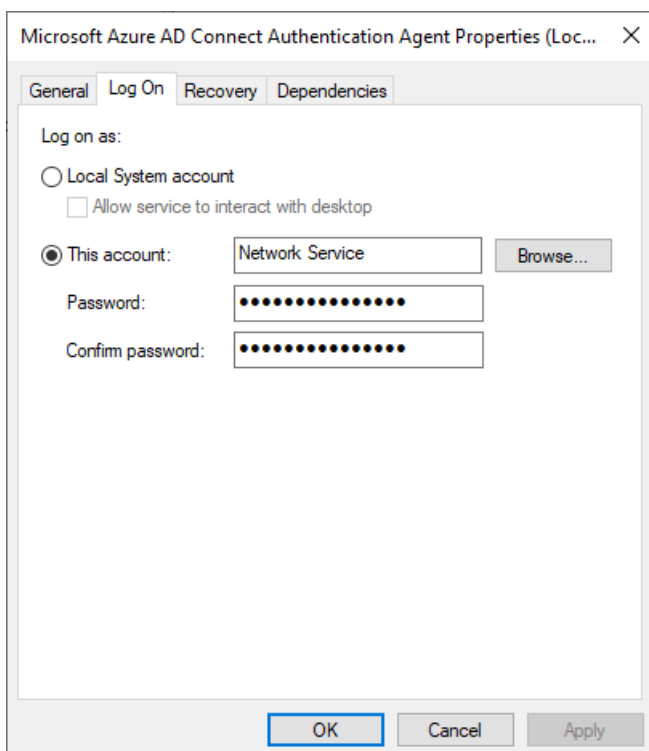 Microsoft Azure AD Connect Authentication Agent Properties (Loc...
General Log On Recovery Dependencies
Log on as:
Local System account
Allow service to interact with desktop
This account: Network Service Browse...
Password: ●●●●●●●●●●●●●●●
Confirm password: ●●●●●●●●●●●●●●●
OK Cancel Apply